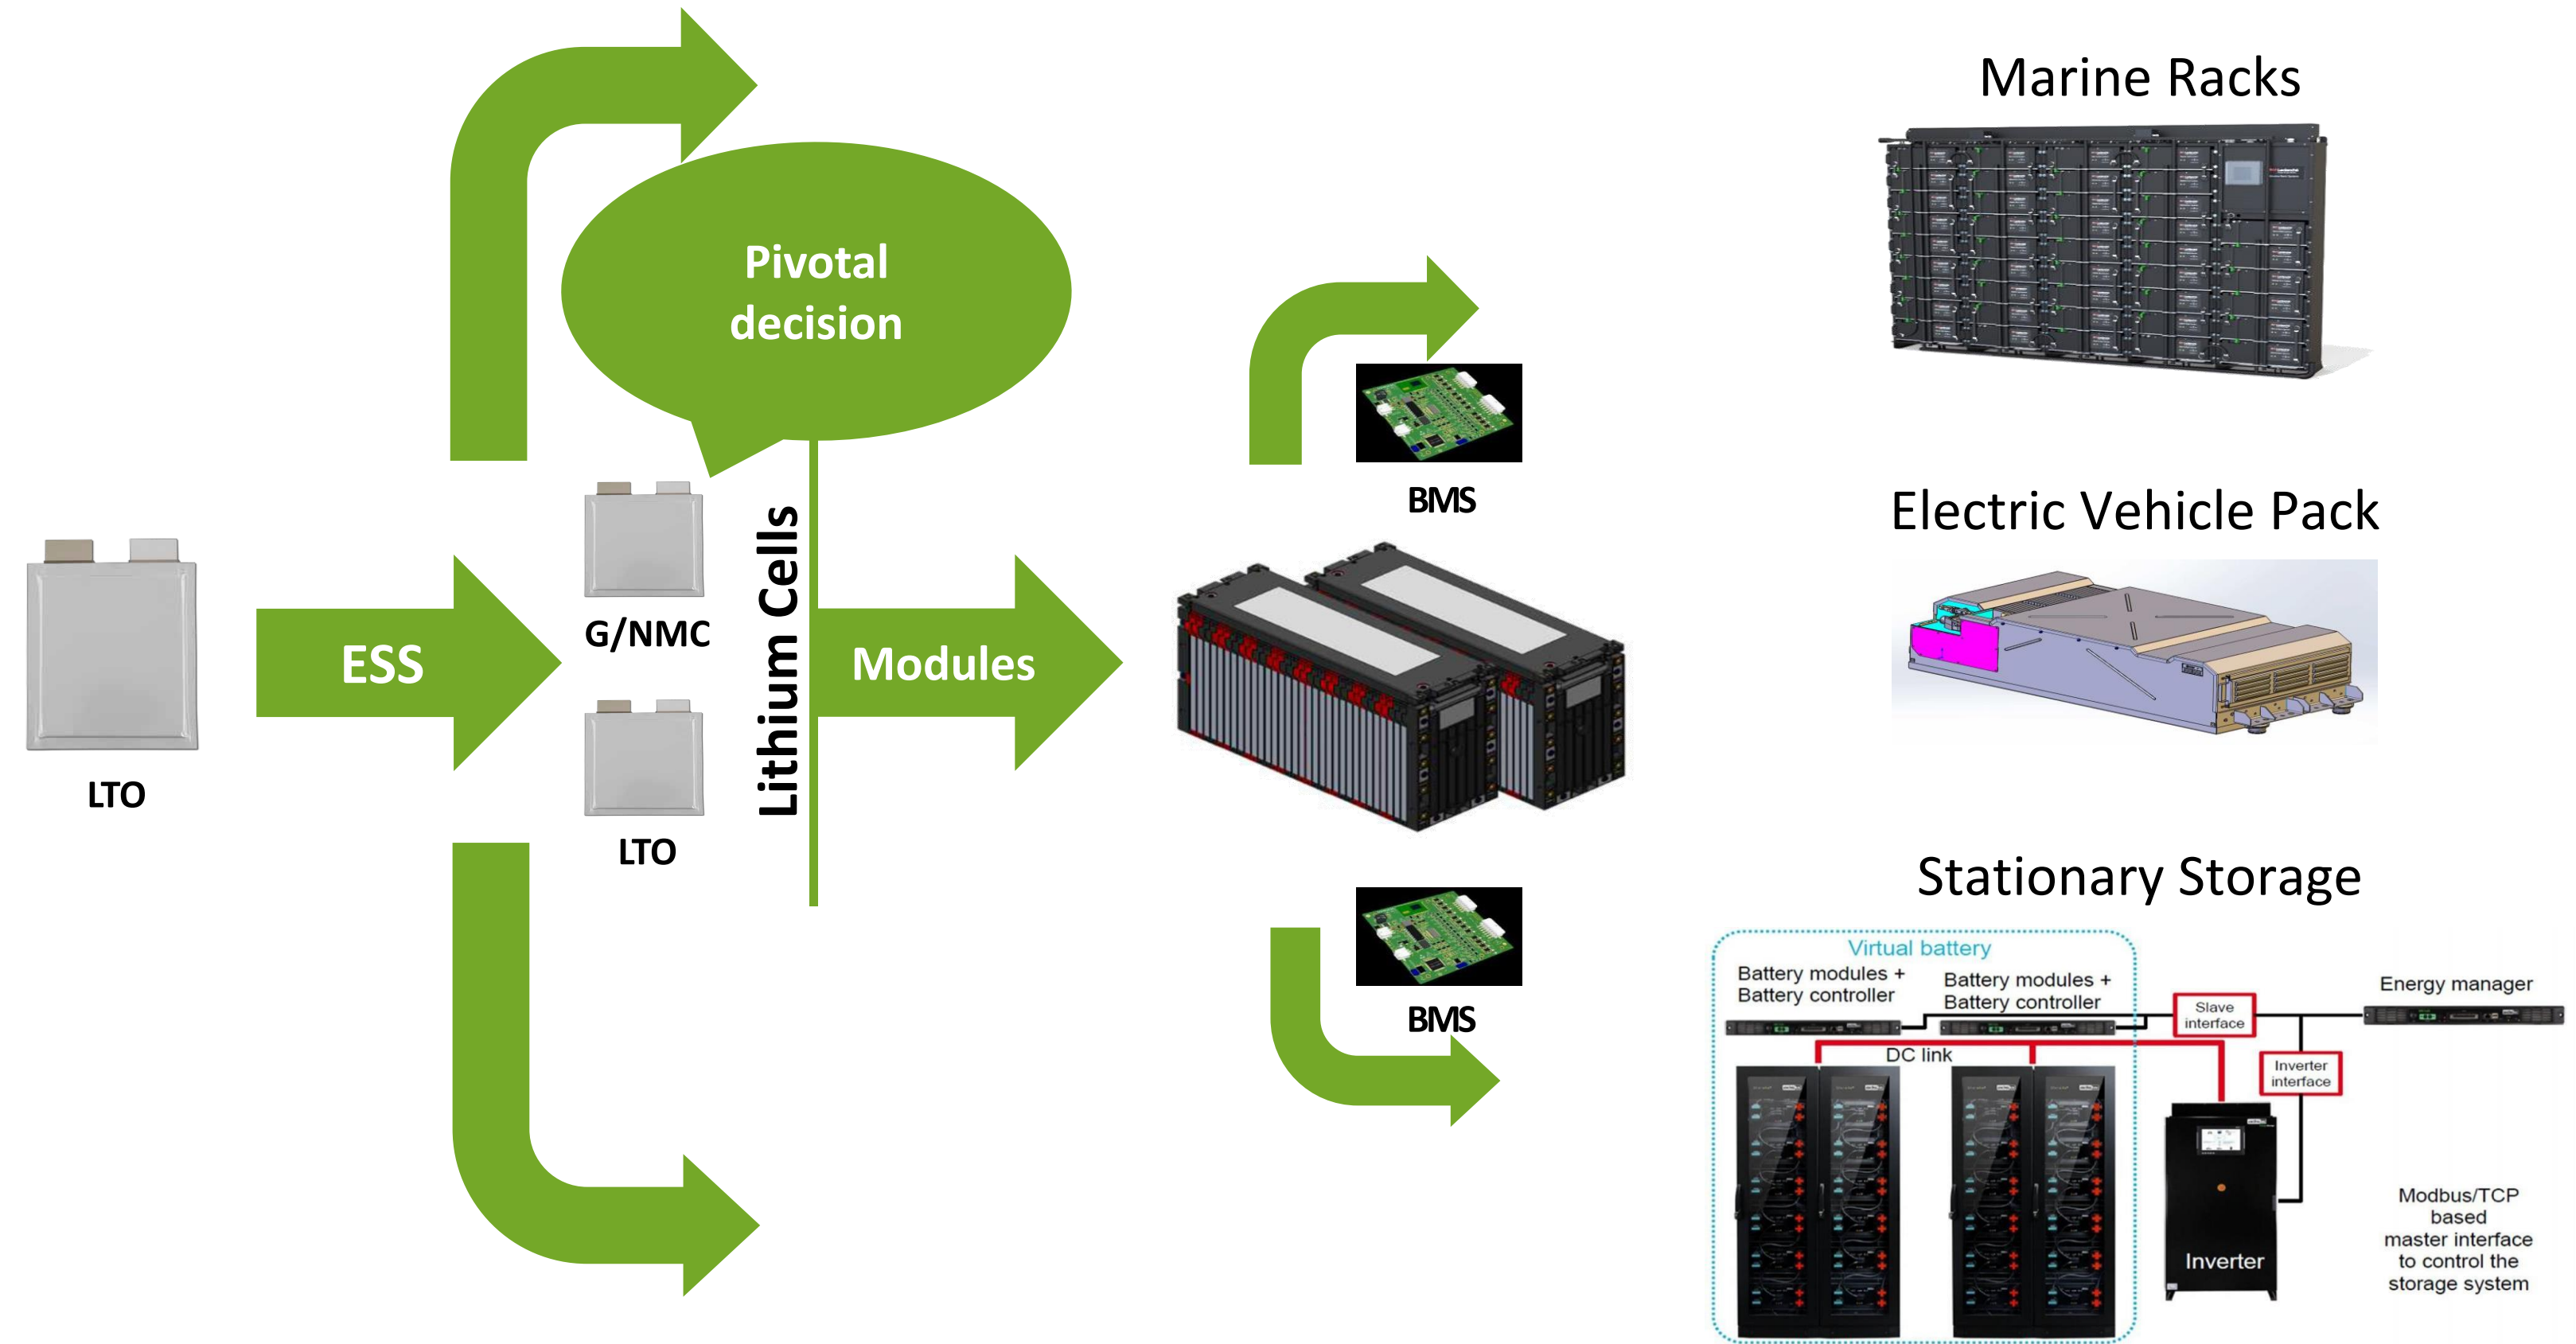 Pivotal
decision
LTO
ESS
G/NMC
LTO
Lithium Cells
Modules
BMS
BMS
Marine Racks
Electric Vehicle Pack
Stationary Storage
Virtual battery
Battery modules +
Battery controller
Battery modules +
Battery controller
Slave
interface
Energy manager
DC link
Inverter
interface
Inverter
Modbus/TCP
based
master interface
to control the
storage system